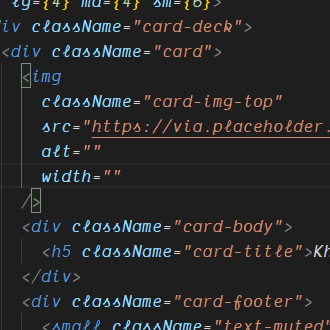 lg={4} md={4} sm={6}>
div className="card-deck">
<div className="card">
<img
className="card-img-top"
src="https://via.placeholder.
alt=""
width=""
/>
<div className="card-body">
<h5 className="card-title">Kh
</div>
<div className="card-footer">
<small className="text-muted"